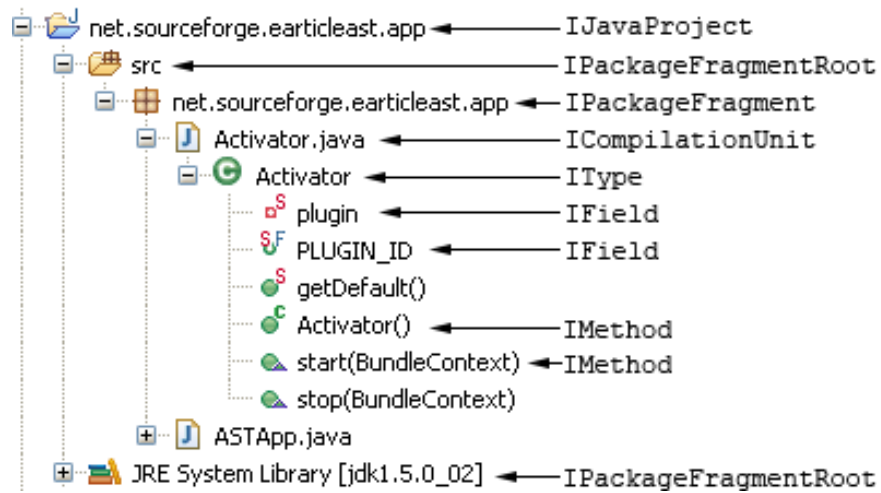 net.sourceforge.earticleast.app IJavaProject
src IPackageFragmentRoot
net.sourceforge.earticleast.app IPackageFragment
Activator.java ICompilationUnit
Activator IType
plugin IField
PLUGIN_ID IField
getDefault()
Activator() IMethod
start(BundleContext) IMethod
stop(BundleContext)
ASTApp.java
JRE System Library [jdk1.5.0_02] IPackageFragmentRoot